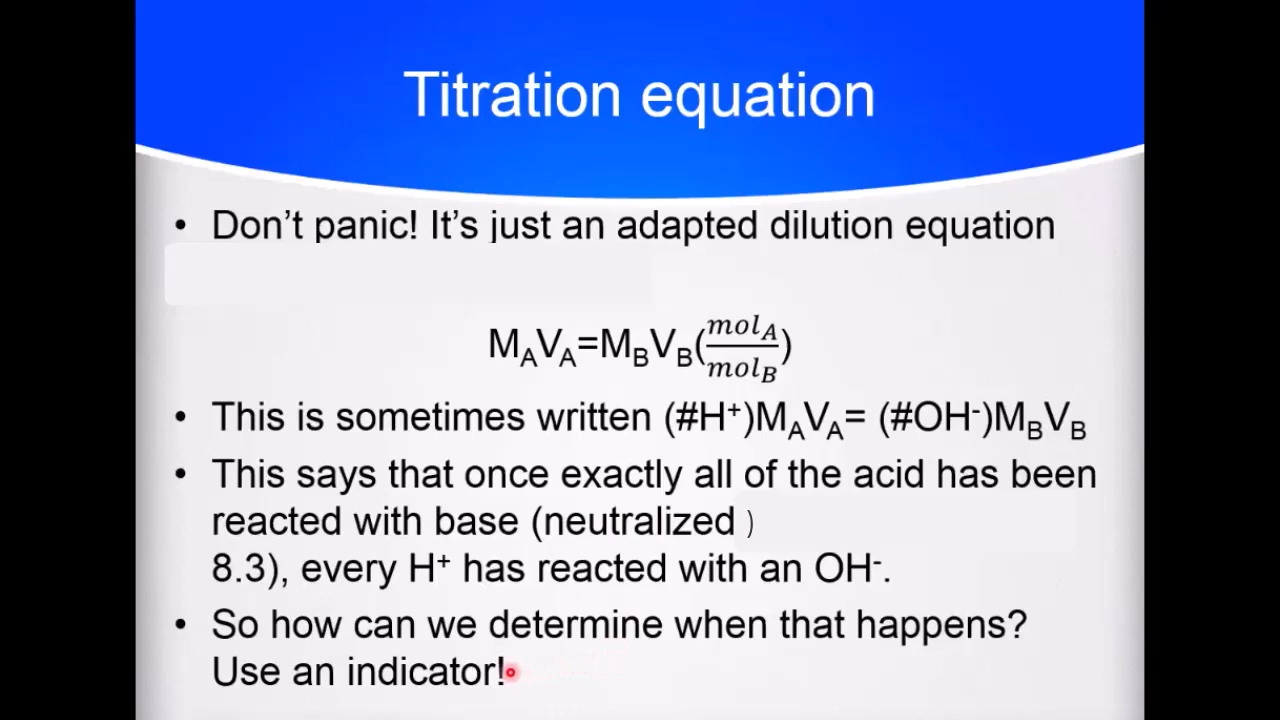 Titration equation
• Don't panic! It's just an adapted dilution equation
M_AV_A=M_BV_B(mol_A/mol_B)
• This is sometimes written (#H⁺)M_AV_A= (#OH⁻)M_BV_B
• This says that once exactly all of the acid has been
reacted with base (neutralized )
8.3), every H⁺ has reacted with an OH⁻.
• So how can we determine when that happens?
Use an indicator!